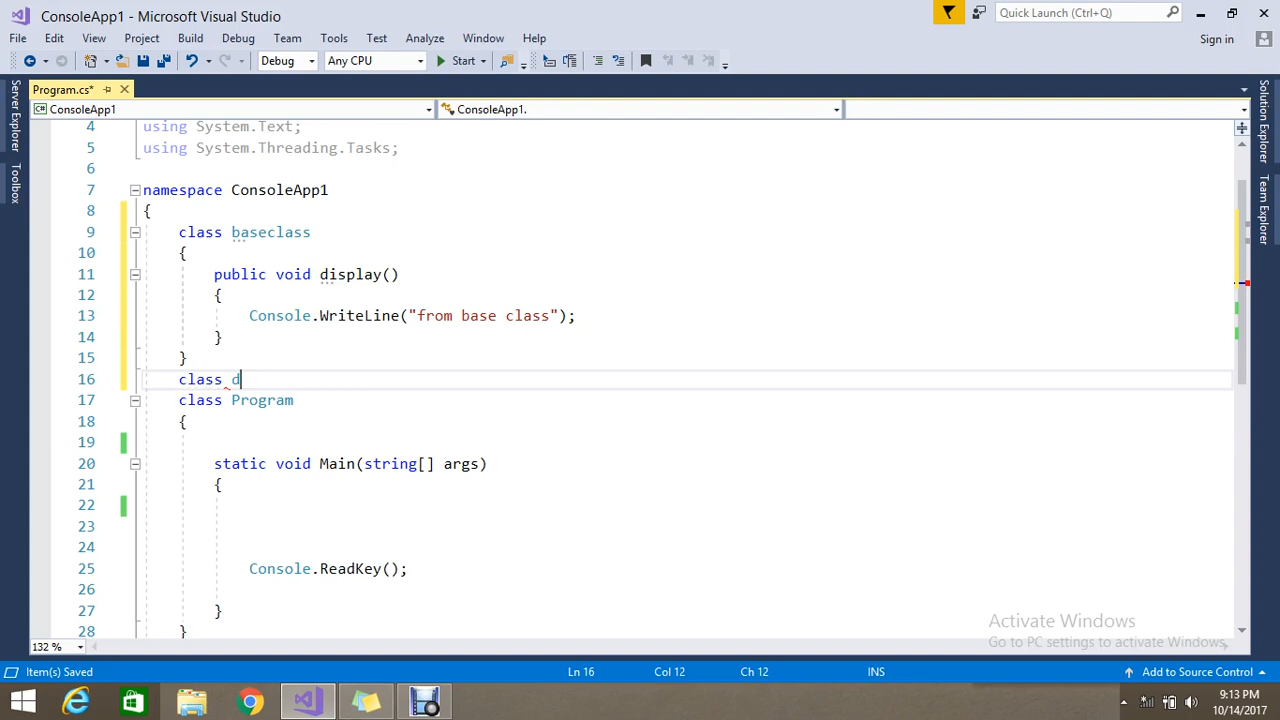 ConsoleApp1 - Microsoft Visual Studio
Quick Launch (Ctrl+Q)
File Edit View Project Build Debug Team Tools Test Analyze Window Help
Sign in
Debug Any CPU Start
Program.cs*
ConsoleApp1 ConsoleApp1.
Server Explorer
Toolbox
Solution Explorer
Team Explorer
4 using System.Text;
5 using System.Threading.Tasks;
6
7 namespace ConsoleApp1
8 {
9 class baseclass
10 {
11 public void display()
12 {
13 Console.WriteLine("from base class");
14 }
15 }
16 class d
17 class Program
18 {
19
20 static void Main(string[] args)
21 {
22
23
24
25 Console.ReadKey();
26
27 }
28 }
Activate Windows
Go to PC settings to activate Windows.
132 %
Item(s) Saved Ln 16 Col 12 Ch 12 INS Add to Source Control
9:13 PM
10/14/2017